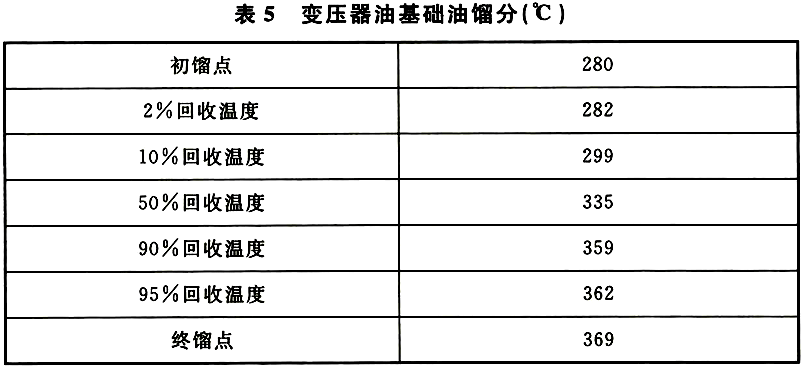 表5 变压器油基础油馏分(℃)
初馏点 280
2%回收温度 282
10%回收温度 299
50%回收温度 335
90%回收温度 359
95%回收温度 362
终馏点 369